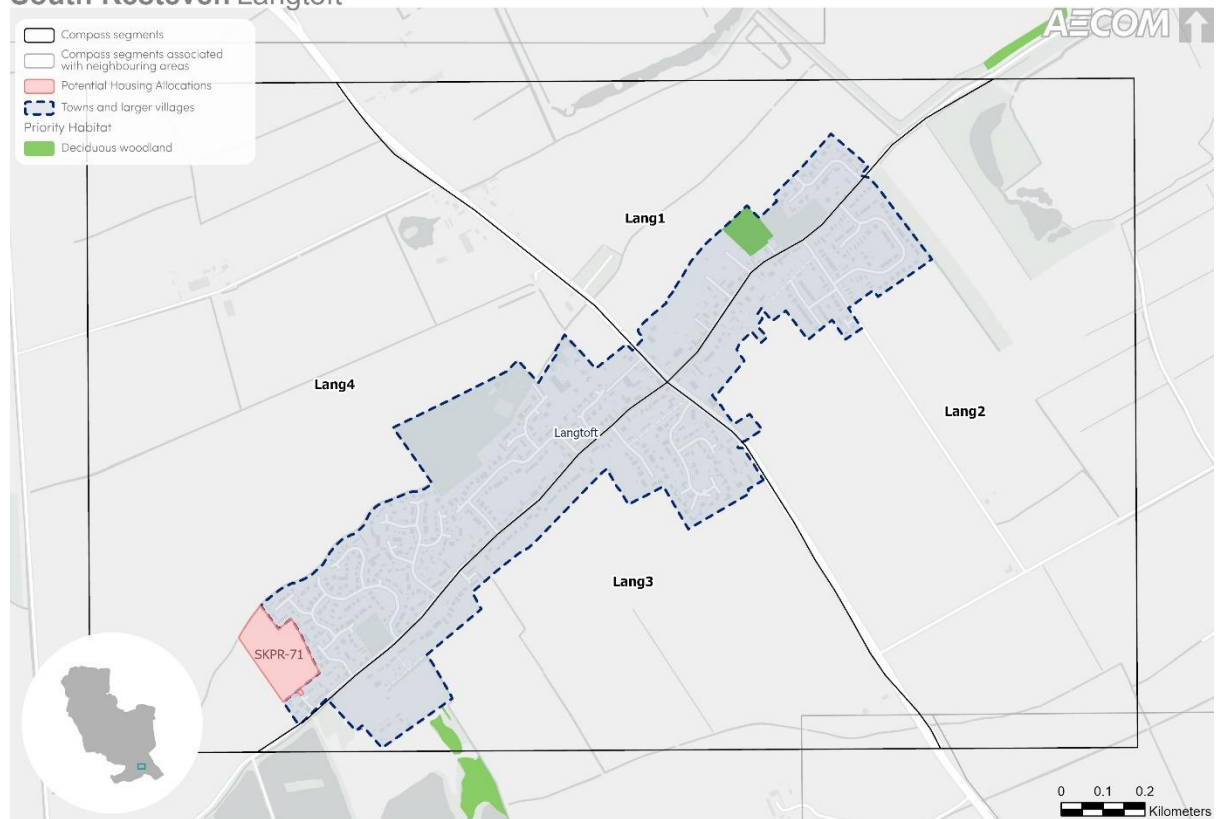 South Kesteven Langtoft
AECOM
Compass segments
Compass segments associated
with neighbouring areas
Potential Housing Allocations
Towns and larger villages
Priority Habitat
Deciduous woodland
Lang1
Lang4
Lang2
Langtoft
Lang3
SKPR-71
0 0.1 0.2
Kilometers